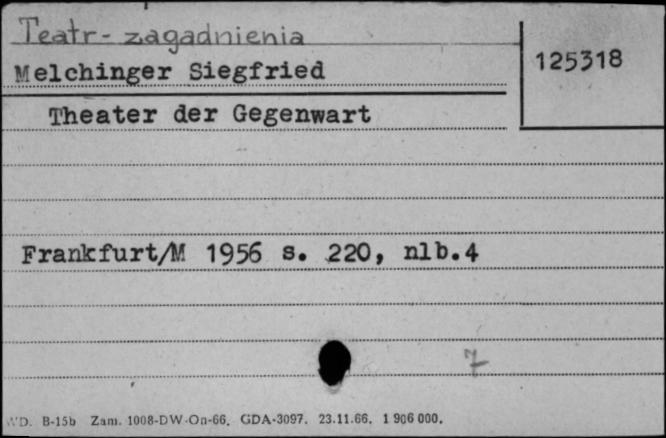 Teatr - zagadnienia
Melchinger Siegfried
125318
Theater der Gegenwart
Frankfurt/M 1956 s. 220, nlb.4
7
WD. B-15b Zam. 1008-DW-On-66. GDA-3097. 23.11.66. 1 906 000.